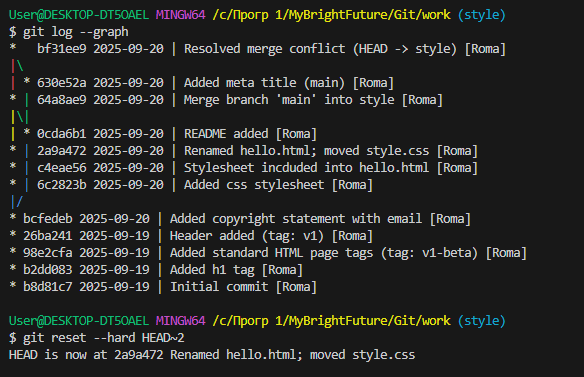 User@DESKTOP-DT5OAEL MINGW64 /c/Прогр 1/MyBrightFuture/Git/work (style)
$ git log --graph
*   bf31ee9 2025-09-20 | Resolved merge conflict (HEAD -> style) [Roma]
|\
| * 630e52a 2025-09-20 | Added meta title (main) [Roma]
* | 64a8ae9 2025-09-20 | Merge branch 'main' into style [Roma]
|\|
| * 0cda6b1 2025-09-20 | README added [Roma]
* | 2a9a472 2025-09-20 | Renamed hello.html; moved style.css [Roma]
* | c4eae56 2025-09-20 | Stylesheet incduded into hello.html [Roma]
* | 6c2823b 2025-09-20 | Added css stylesheet [Roma]
|/
* bcfedeb 2025-09-20 | Added copyright statement with email [Roma]
* 26ba241 2025-09-19 | Header added (tag: v1) [Roma]
* 98e2cfa 2025-09-19 | Added standard HTML page tags (tag: v1-beta) [Roma]
* b2dd083 2025-09-19 | Added h1 tag [Roma]
* b8d81c7 2025-09-19 | Initial commit [Roma]
User@DESKTOP-DT5OAEL MINGW64 /c/Прогр 1/MyBrightFuture/Git/work (style)
$ git reset --hard HEAD~2
HEAD is now at 2a9a472 Renamed hello.html; moved style.css